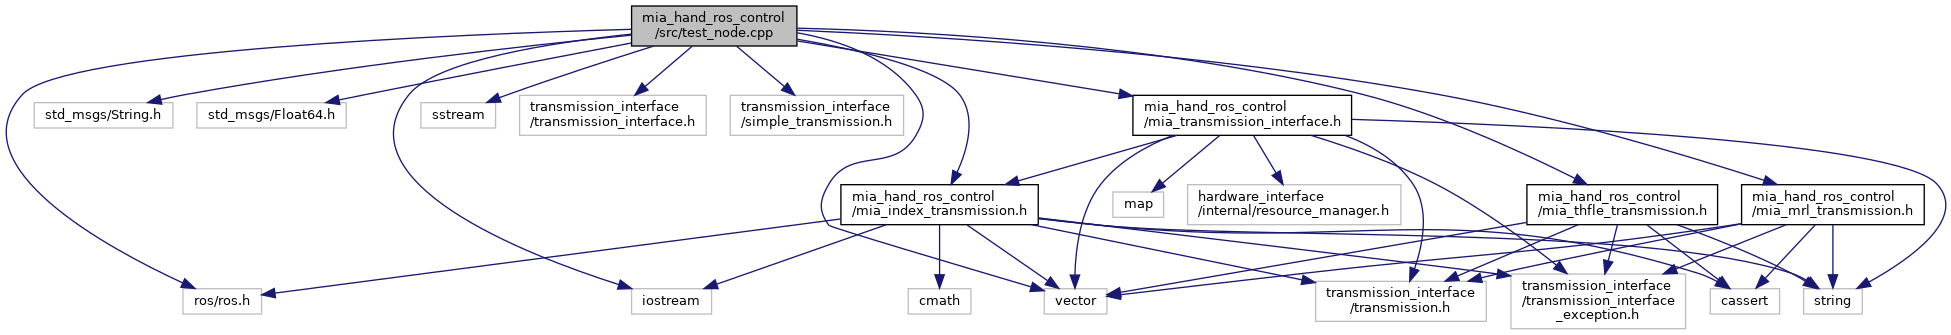 mia_hand_ros_control
/src/test_node.cpp
std_msgs/String.h
std_msgs/Float64.h
sstream
transmission_interface
/transmission_interface.h
transmission_interface
/simple_transmission.h
mia_hand_ros_control
/mia_transmission_interface.h
mia_hand_ros_control
/mia_index_transmission.h
map
hardware_interface
/internal/resource_manager.h
mia_hand_ros_control
/mia_thfle_transmission.h
mia_hand_ros_control
/mia_mrl_transmission.h
ros/ros.h
iostream
cmath
vector
transmission_interface
/transmission.h
transmission_interface
/transmission_interface
_exception.h
cassert
string